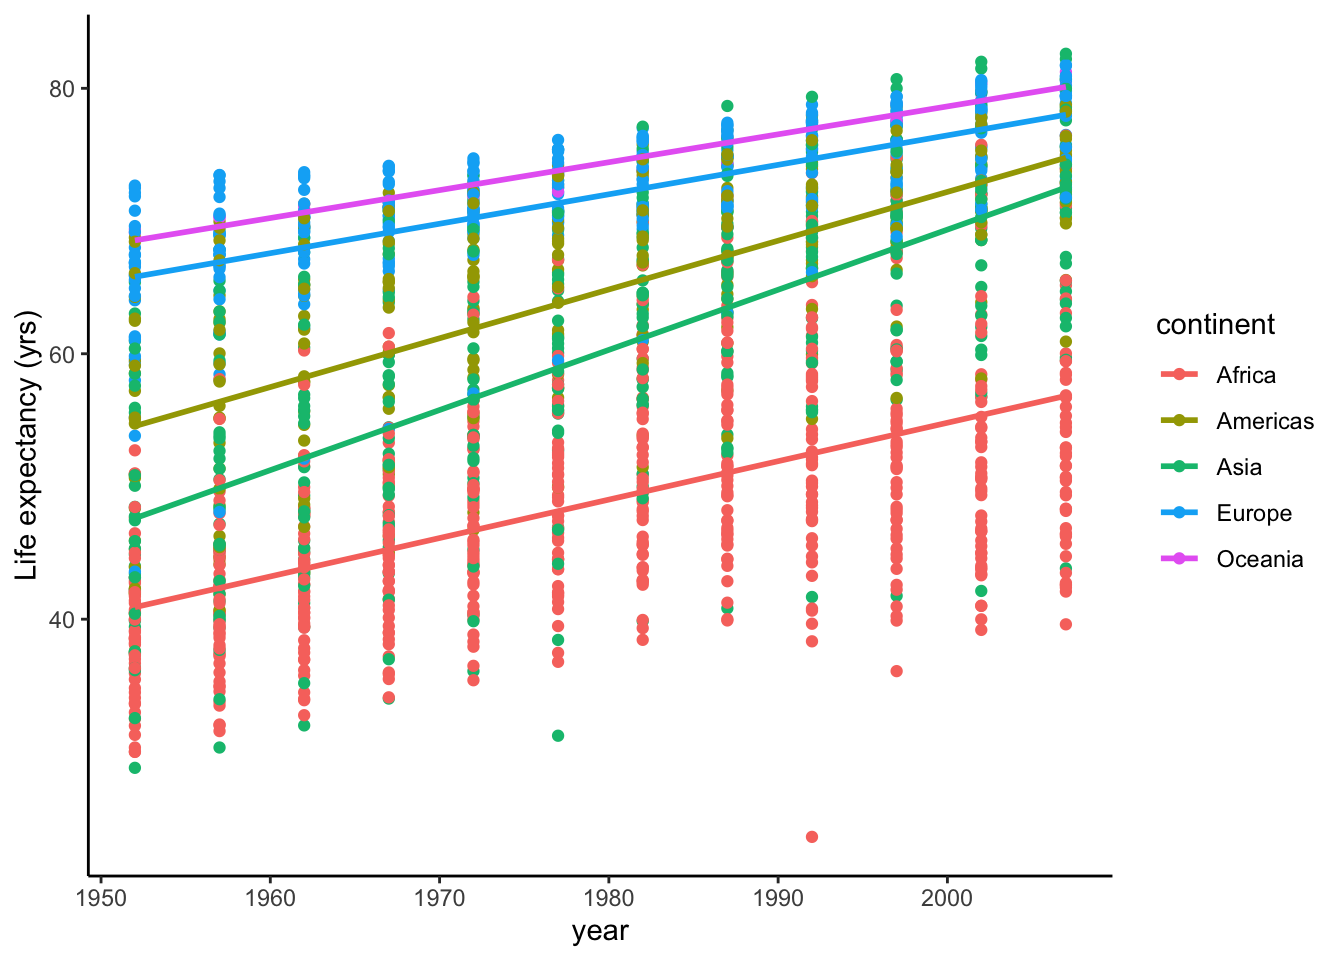 80
60
40
Life expectancy (yrs)
1950 1960 1970 1980 1990 2000
year
continent
Africa
Americas
Asia
Europe
Oceania